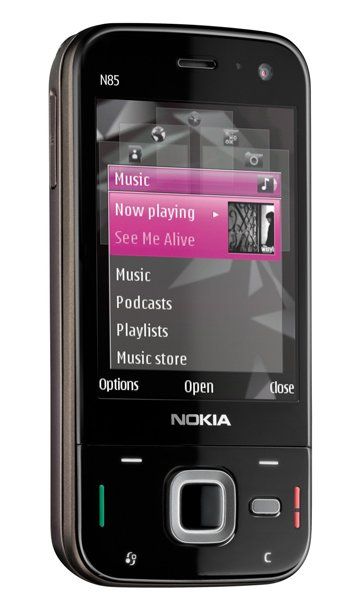 N85
Music
Now playing
See Me Alive
Music
Podcasts
Playlists
Music store
Options Open Close
NOKIA
C